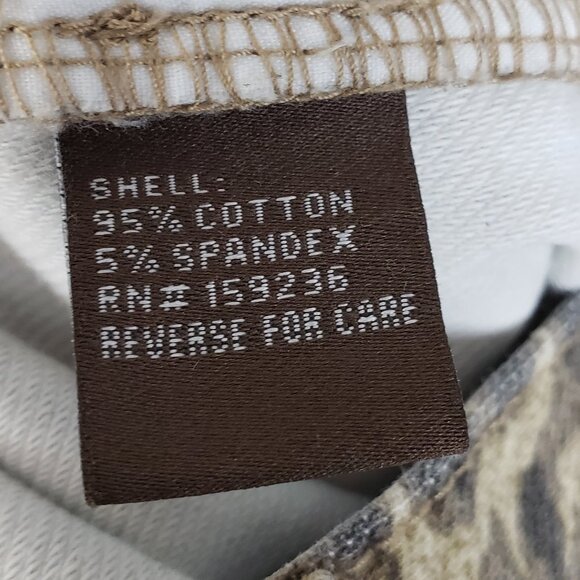 SHELL:
95% COTTON
5% SPANDEX
RN# 159236
REVERSE FOR CARE